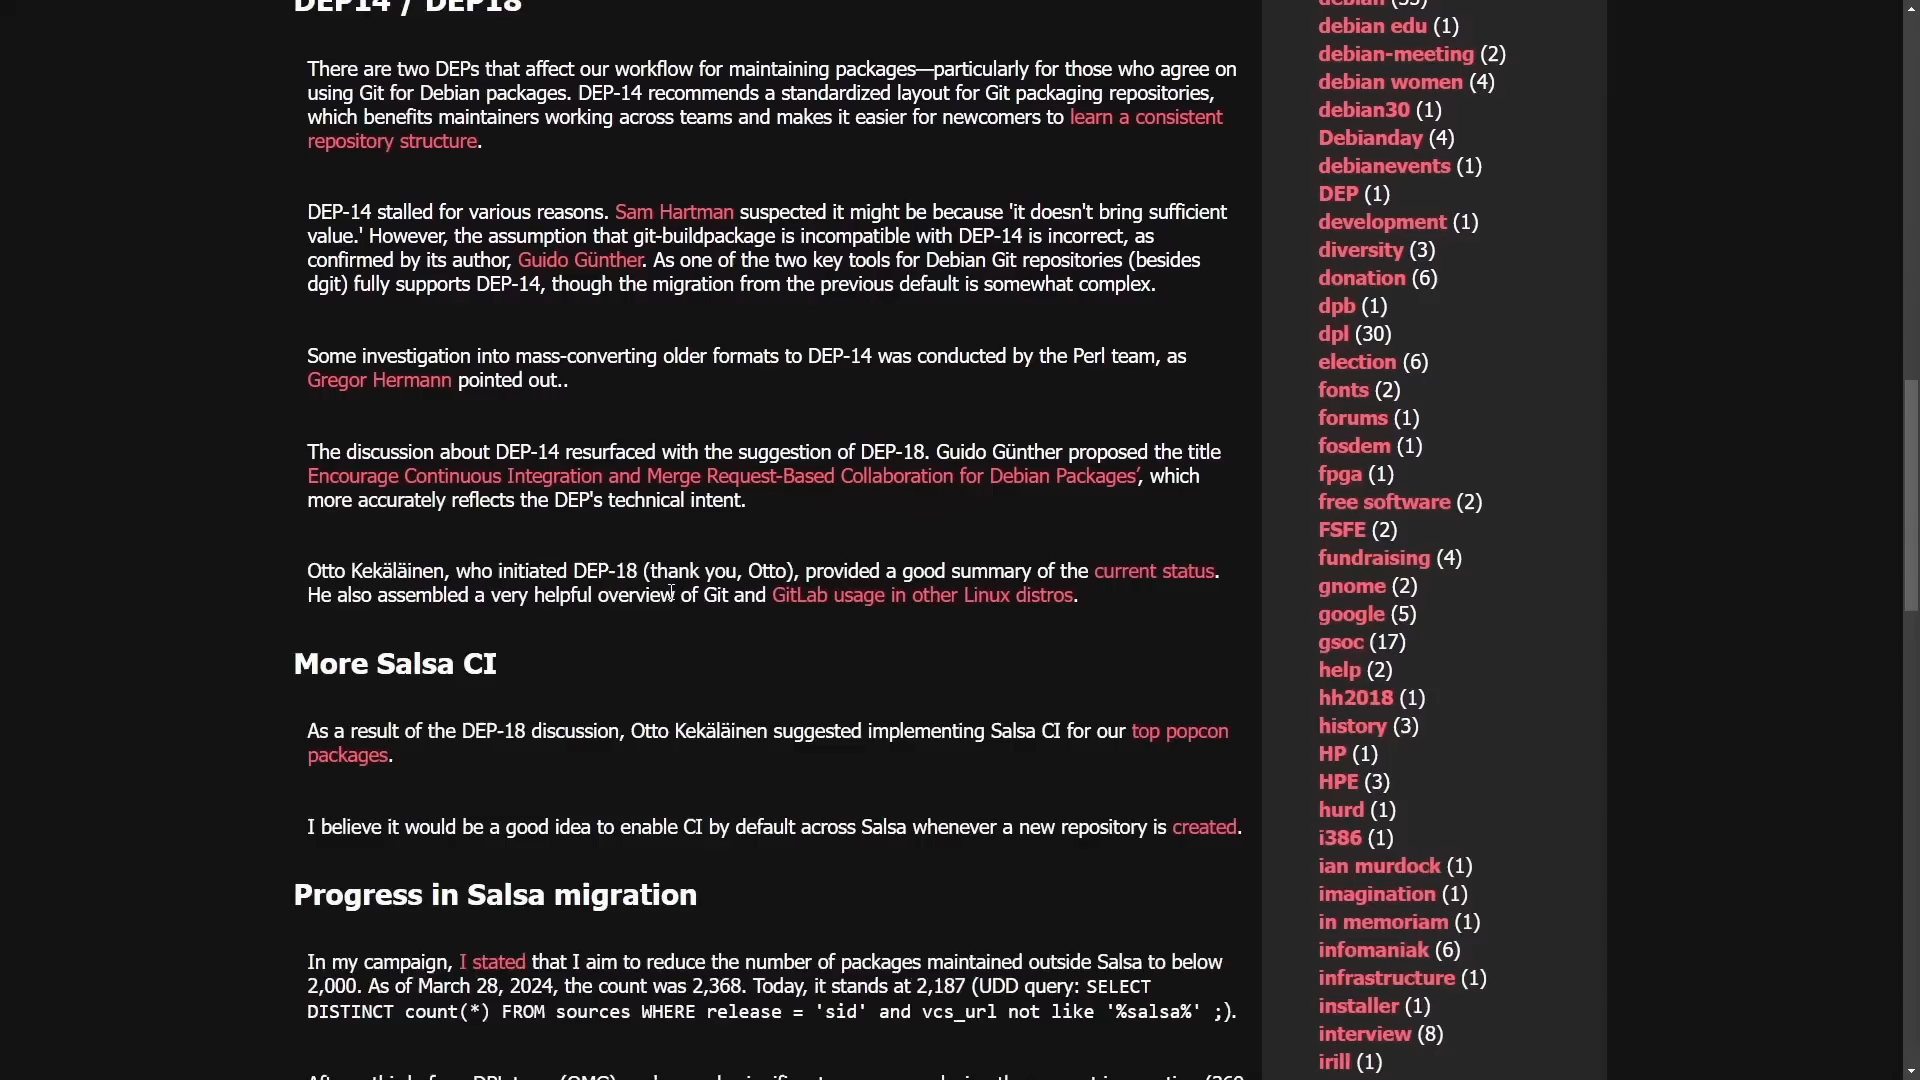 DEP14 / DEP18
There are two DEPs that affect our workflow for maintaining packages—particularly for those who agree on
using Git for Debian packages. DEP-14 recommends a standardized layout for Git packaging repositories,
which benefits maintainers working across teams and makes it easier for newcomers to learn a consistent
repository structure.
DEP-14 stalled for various reasons. Sam Hartman suspected it might be because 'it doesn't bring sufficient
value.' However, the assumption that git-buildpackage is incompatible with DEP-14 is incorrect, as
confirmed by its author, Guido Günther. As one of the two key tools for Debian Git repositories (besides
dgit) fully supports DEP-14, though the migration from the previous default is somewhat complex.
Some investigation into mass-converting older formats to DEP-14 was conducted by the Perl team, as
Gregor Hermann pointed out..
The discussion about DEP-14 resurfaced with the suggestion of DEP-18. Guido Günther proposed the title
Encourage Continuous Integration and Merge Request-Based Collaboration for Debian Packages’, which
more accurately reflects the DEP's technical intent.
Otto Kekäläinen, who initiated DEP-18 (thank you, Otto), provided a good summary of the current status.
He also assembled a very helpful overview of Git and GitLab usage in other Linux distros.
More Salsa CI
As a result of the DEP-18 discussion, Otto Kekäläinen suggested implementing Salsa CI for our top popcon
packages.
I believe it would be a good idea to enable CI by default across Salsa whenever a new repository is created.
Progress in Salsa migration
In my campaign, I stated that I aim to reduce the number of packages maintained outside Salsa to below
2,000. As of March 28, 2024, the count was 2,368. Today, it stands at 2,187 (UDD query: SELECT
DISTINCT count(*) FROM sources WHERE release = 'sid' and vcs_url not like '%salsa%' ;).
debian edu (1)
debian-meeting (2)
debian women (4)
debian30 (1)
Debianday (4)
debianevents (1)
DEP (1)
development (1)
diversity (3)
donation (6)
dpb (1)
dpl (30)
election (6)
fonts (2)
forums (1)
fosdem (1)
fpga (1)
free software (2)
FSFE (2)
fundraising (4)
gnome (2)
google (5)
gsoc (17)
help (2)
hh2018 (1)
history (3)
HP (1)
HPE (3)
hurd (1)
i386 (1)
ian murdock (1)
imagination (1)
in memoriam (1)
infomaniak (6)
infrastructure (1)
installer (1)
interview (8)
irill (1)